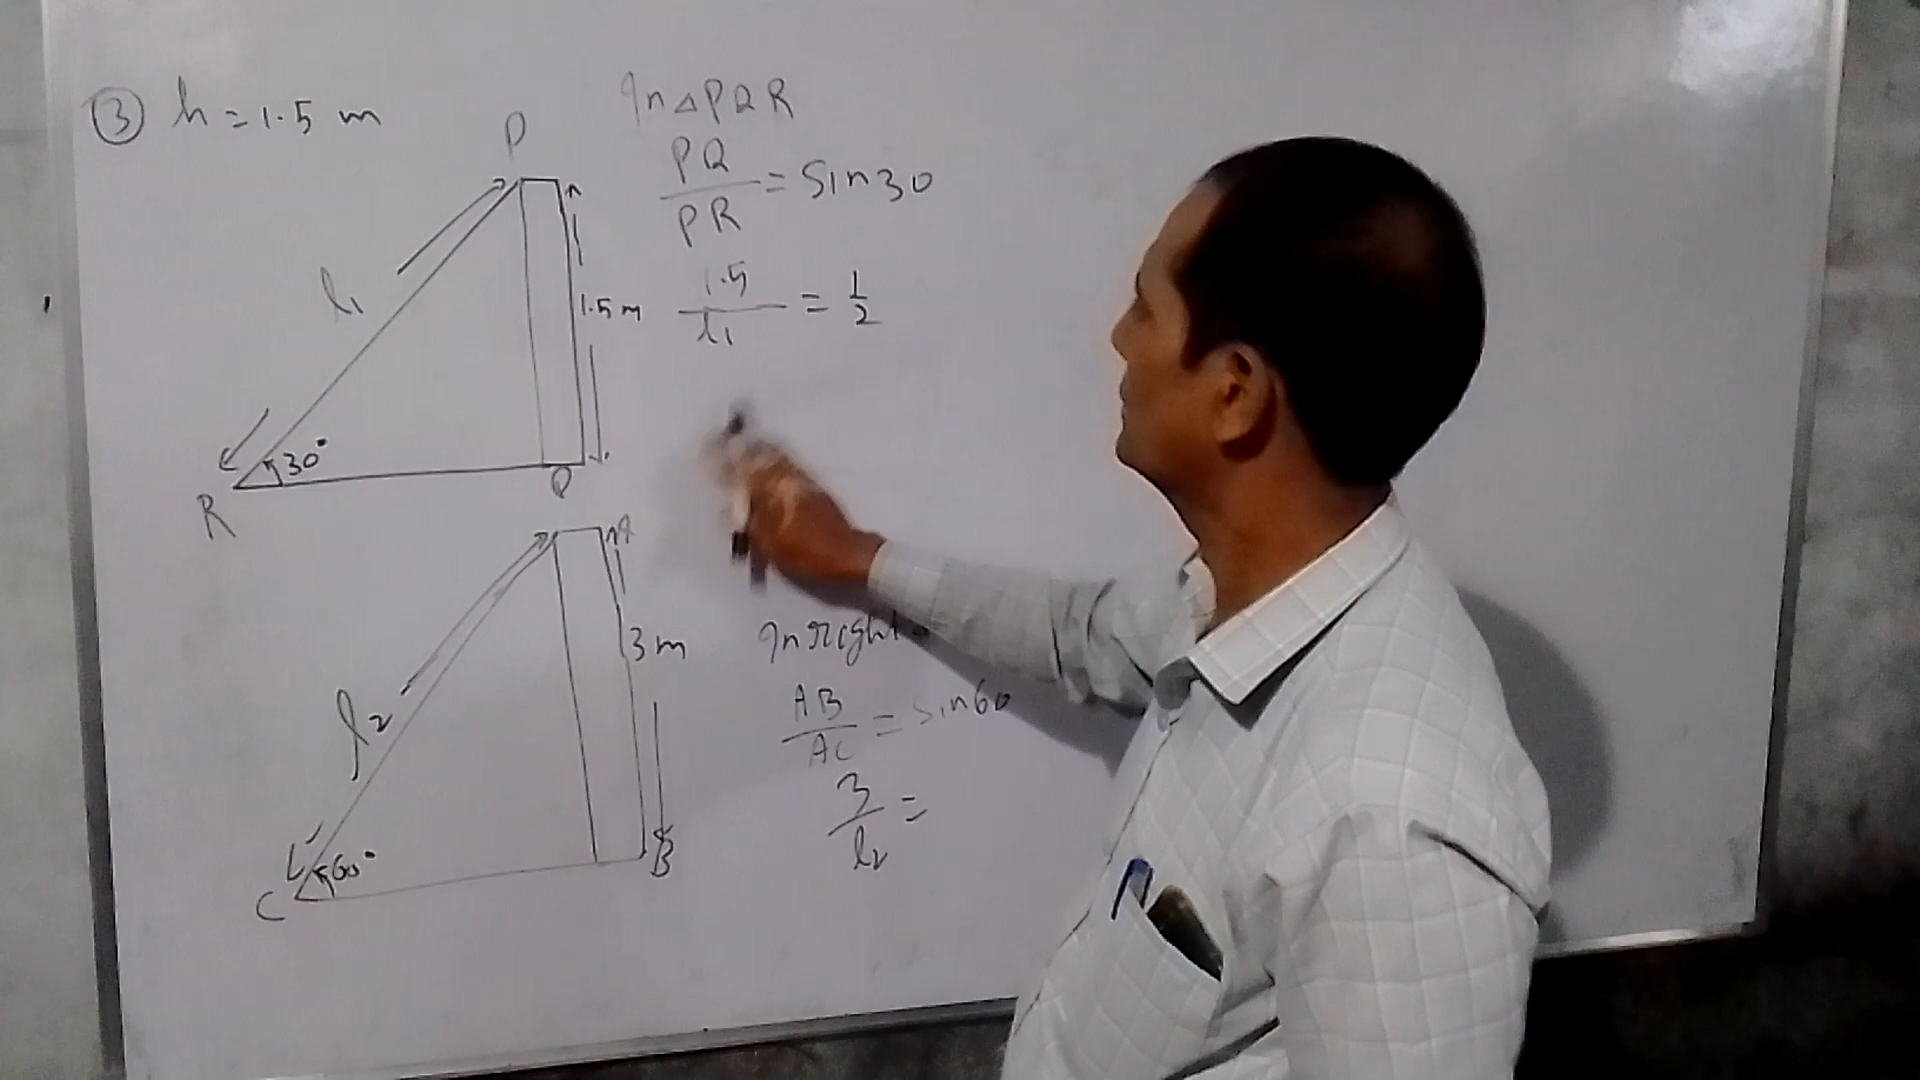 ③ h = 1.5 m
P
l1
1.5 m
30°
R
Q
In △PQR
PQ
PR
= Sin30
1.5
l1
= 1/2
A
l2
3 m
60°
C
B
In right
AB
AC
= Sin60
3
l2
=